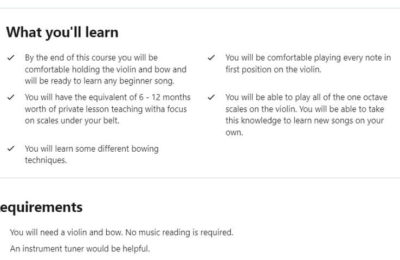 What you'll learn
By the end of this course you will be
comfortable holding the violin and bow and
will be ready to learn any beginner song.
You will have the equivalent of 6 - 12 months
worth of private lesson teaching witha focus
on scales under your belt.
You will learn some different bowing
techniques.
You will be comfortable playing every note in
first position on the violin.
You will be able to play all of the one octave
scales on the violin. You will be able to take
this knowledge to learn new songs on your
own.
equirements
You will need a violin and bow. No music reading is required.
An instrument tuner would be helpful.